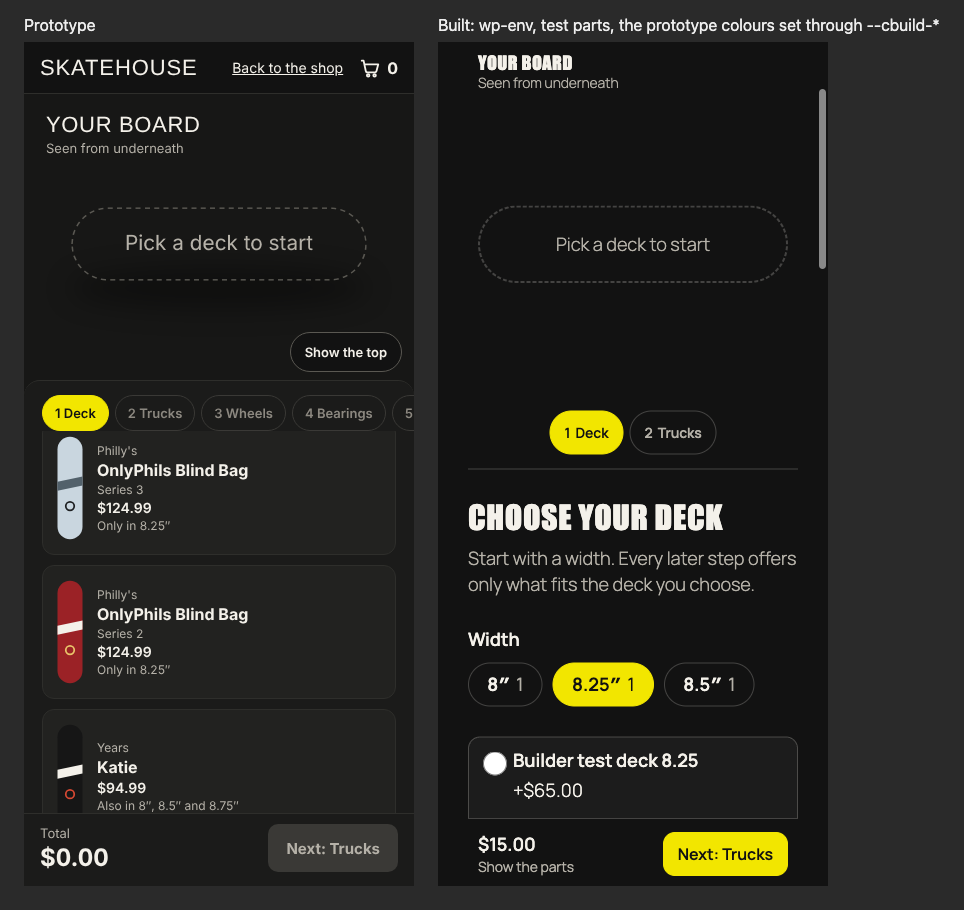 Prototype
SKATEHOUSE
Back to the shop
0
YOUR BOARD
Seen from underneath
Pick a deck to start
Show the top
1 Deck
2 Trucks
3 Wheels
4 Bearings
5
Philly's
OnlyPhils Blind Bag
Series 3
$124.99
Only in 8.25″
Philly's
OnlyPhils Blind Bag
Series 2
$124.99
Only in 8.25″
Years
Katie
$94.99
Also in 8″, 8.5″ and 8.75″
Total
$0.00
Next: Trucks
Built: wp-env, test parts, the prototype colours set through --cbuild-*
YOUR BOARD
Seen from underneath
Pick a deck to start
1 Deck
2 Trucks
CHOOSE YOUR DECK
Start with a width. Every later step offers
only what fits the deck you choose.
Width
8″ 1
8.25″ 1
8.5″ 1
Builder test deck 8.25
+$65.00
$15.00
Show the parts
Next: Trucks